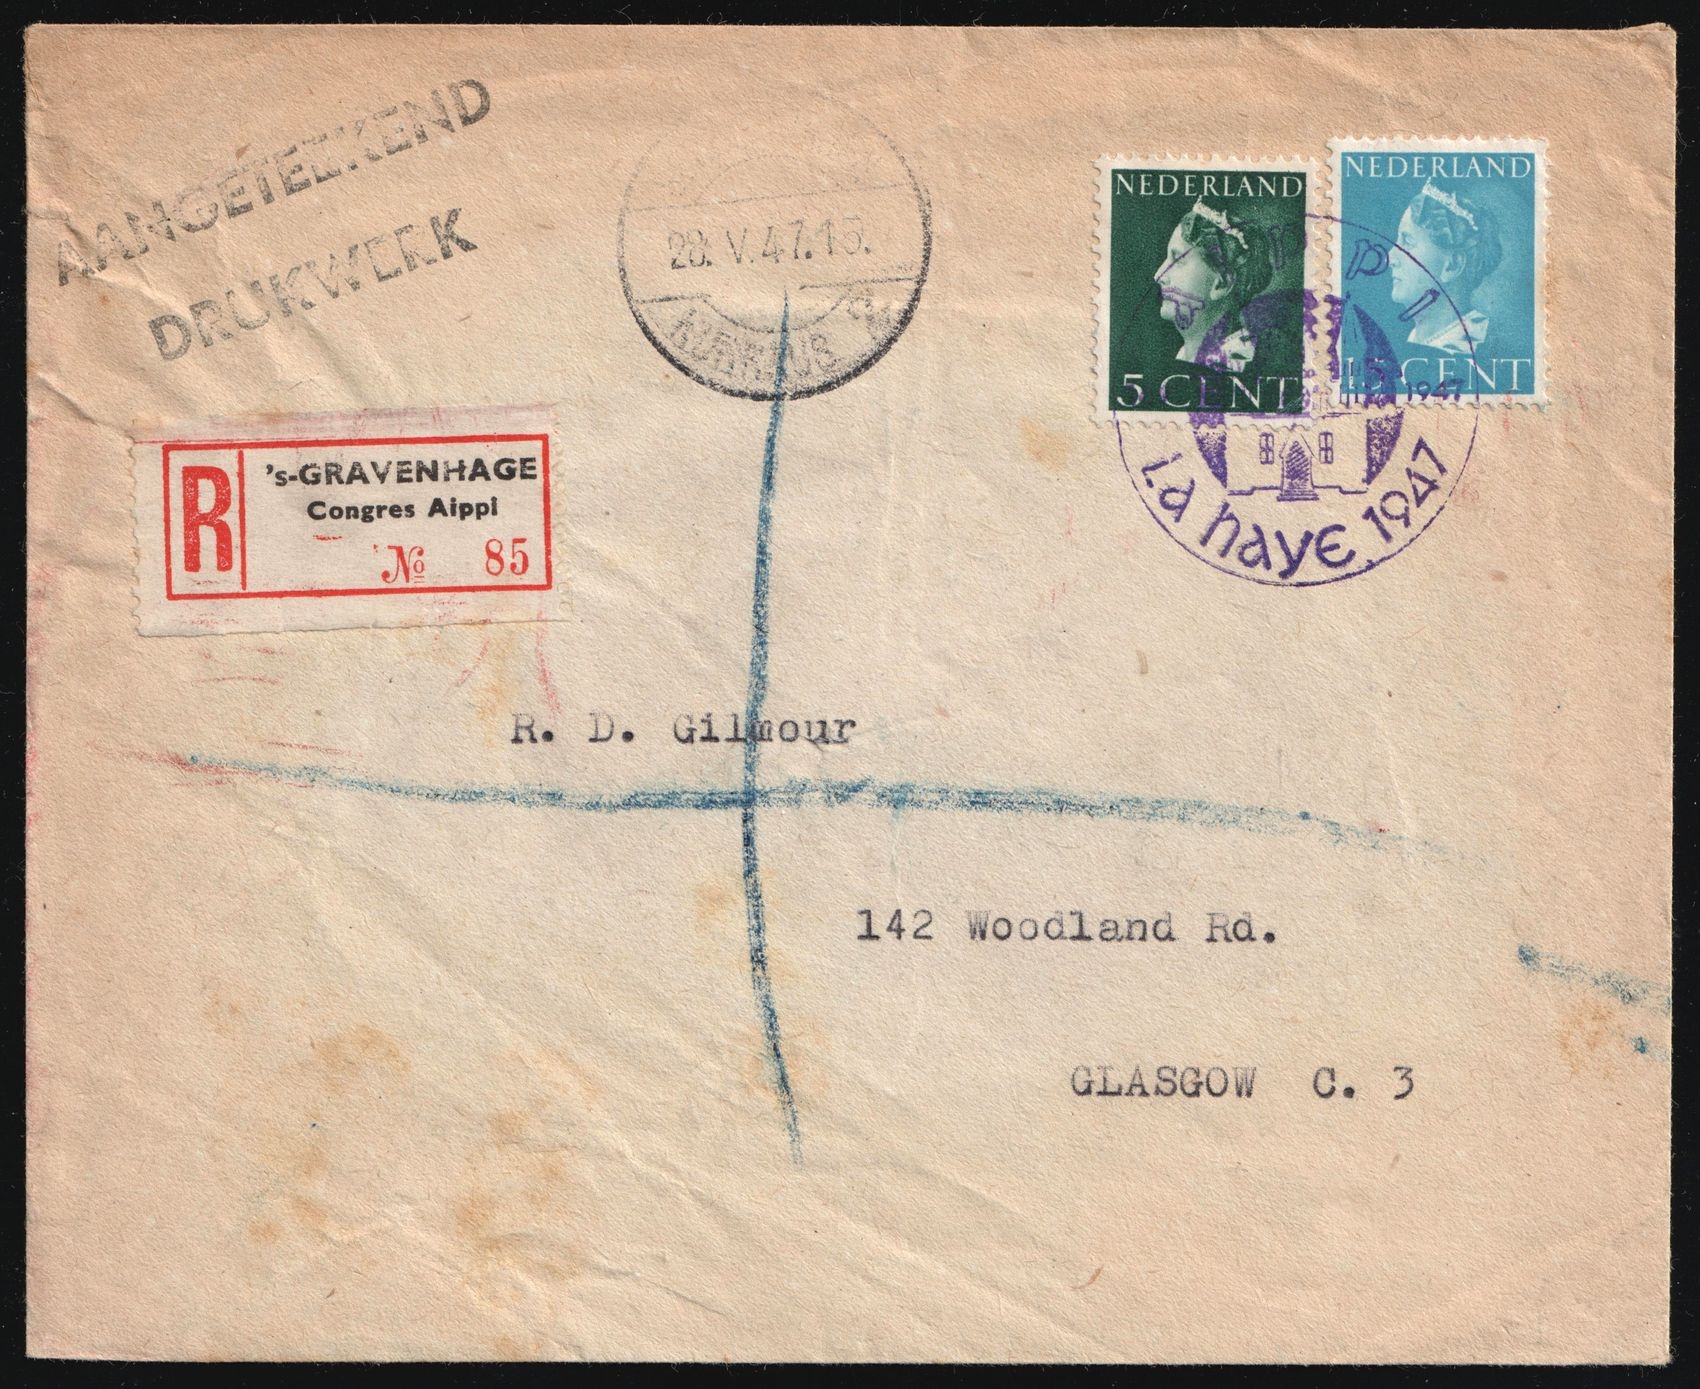 AANGETEEKEND
DRUKWERK
28. V. 47. 15.
NEDERLAND
5 CENT
NEDERLAND
15 CENT
AIPPI
1947
LA HAYE. 1947
R
's-GRAVENHAGE
Congres Aippi
No 85
R. D. Gilmour
142 Woodland Rd.
GLASGOW C. 3